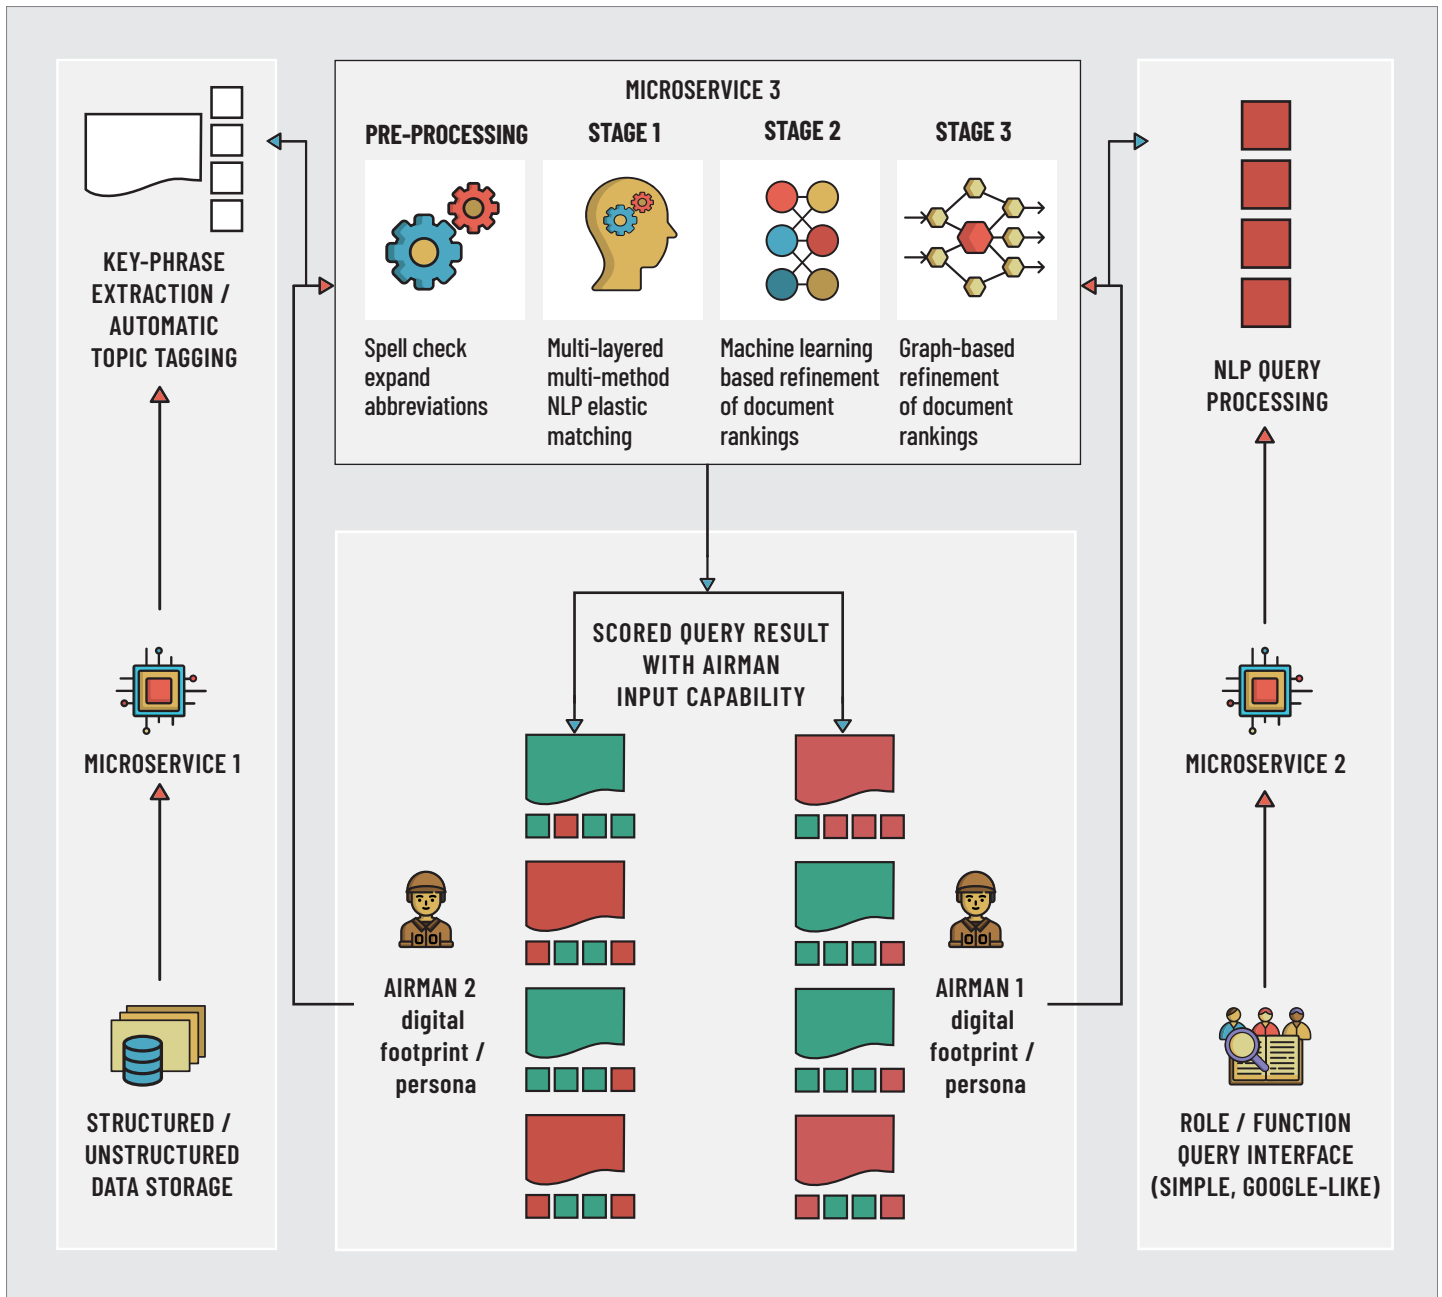 MICROSERVICE 3
PRE-PROCESSING
Spell check
expand
abbreviations
STAGE 1
Multi-layered
multi-method
NLP elastic
matching
STAGE 2
Machine learning
based refinement
of document
rankings
STAGE 3
Graph-based
refinement
of document
rankings
KEY-PHRASE
EXTRACTION /
AUTOMATIC
TOPIC TAGGING
MICROSERVICE 1
STRUCTURED /
UNSTRUCTURED
DATA STORAGE
SCORED QUERY RESULT
WITH AIRMAN
INPUT CAPABILITY
AIRMAN 2
digital
footprint /
persona
AIRMAN 1
digital
footprint /
persona
NLP QUERY
PROCESSING
MICROSERVICE 2
ROLE / FUNCTION
QUERY INTERFACE
(SIMPLE, GOOGLE-LIKE)